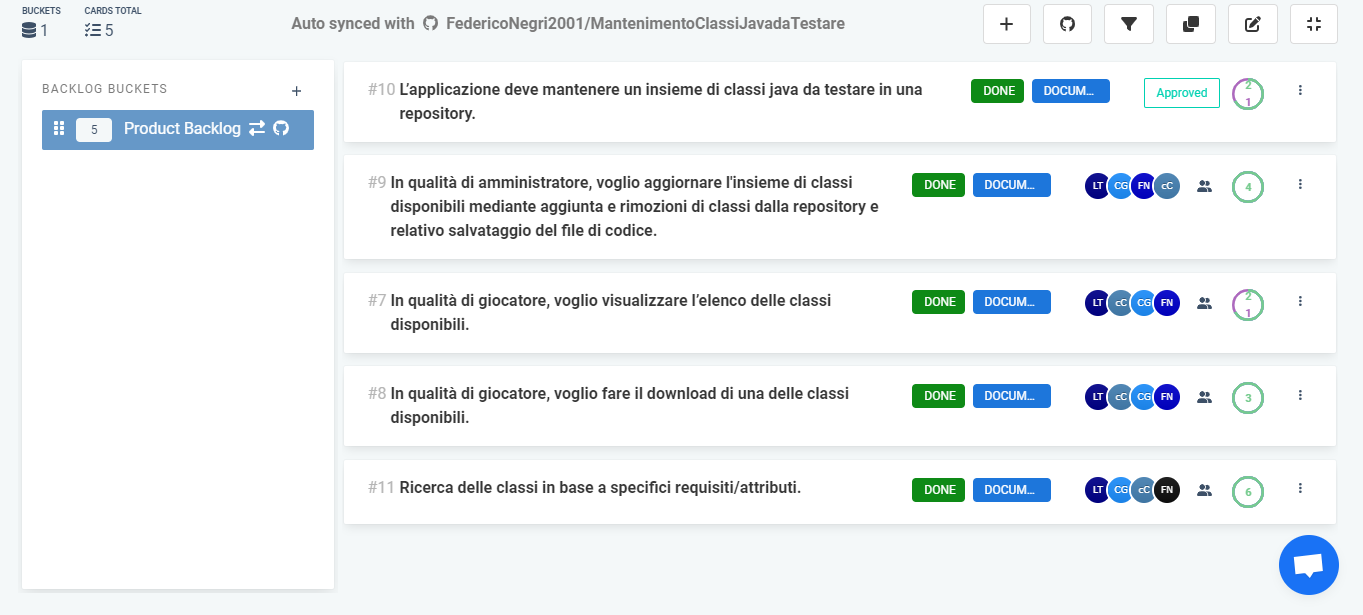 BUCKETS
1
CARDS TOTAL
5
Auto synced with FedericoNegri2001/MantenimentoClassiJavadaTestare
BACKLOG BUCKETS +
5 Product Backlog
#10 L’applicazione deve mantenere un insieme di classi java da testare in una
repository.
DONE DOCUM... Approved 2 1
#9 In qualità di amministratore, voglio aggiornare l'insieme di classi
disponibili mediante aggiunta e rimozioni di classi dalla repository e
relativo salvataggio del file di codice.
DONE DOCUM... LT CG FN cC 4
#7 In qualità di giocatore, voglio visualizzare l’elenco delle classi
disponibili.
DONE DOCUM... LT cC CG FN 2 1
#8 In qualità di giocatore, voglio fare il download di una delle classi
disponibili.
DONE DOCUM... LT cC CG FN 3
#11 Ricerca delle classi in base a specifici requisiti/attributi.
DONE DOCUM... LT CG cC FN 6